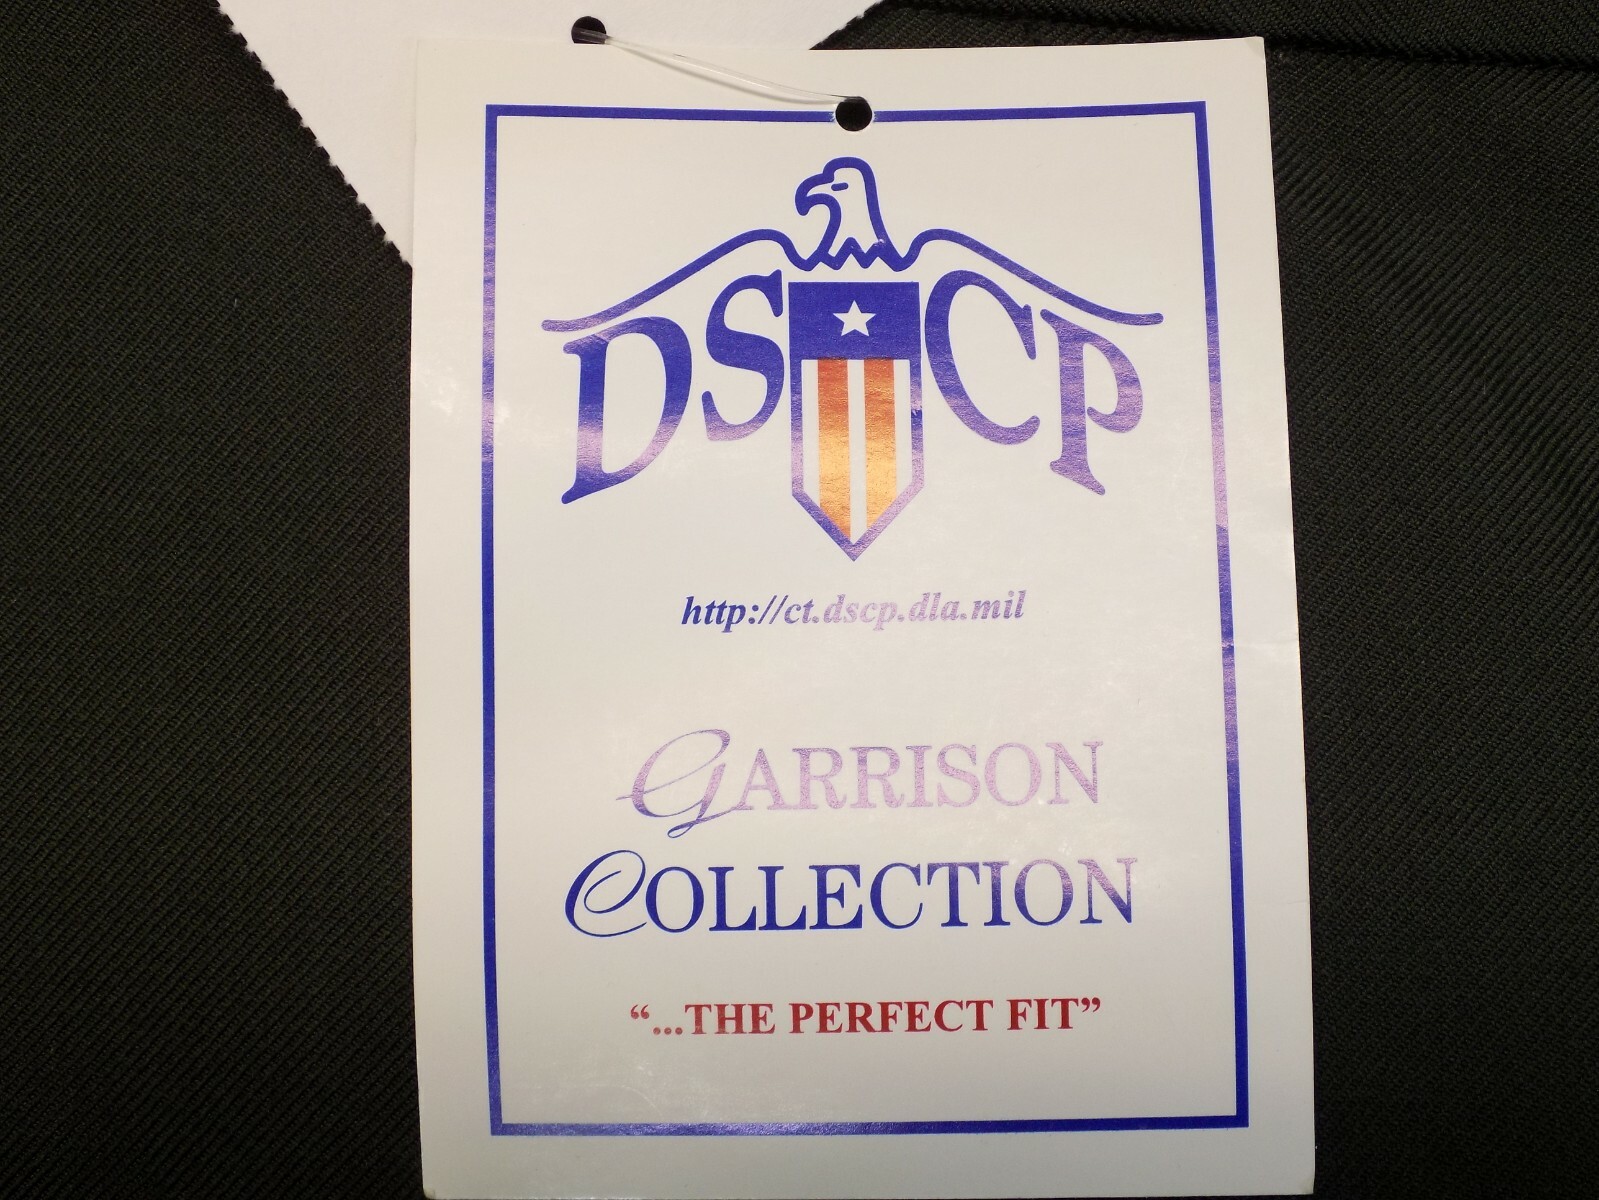 DSCP
http://ct.dscp.dla.mil
GARRISON
COLLECTION
“...THE PERFECT FIT”